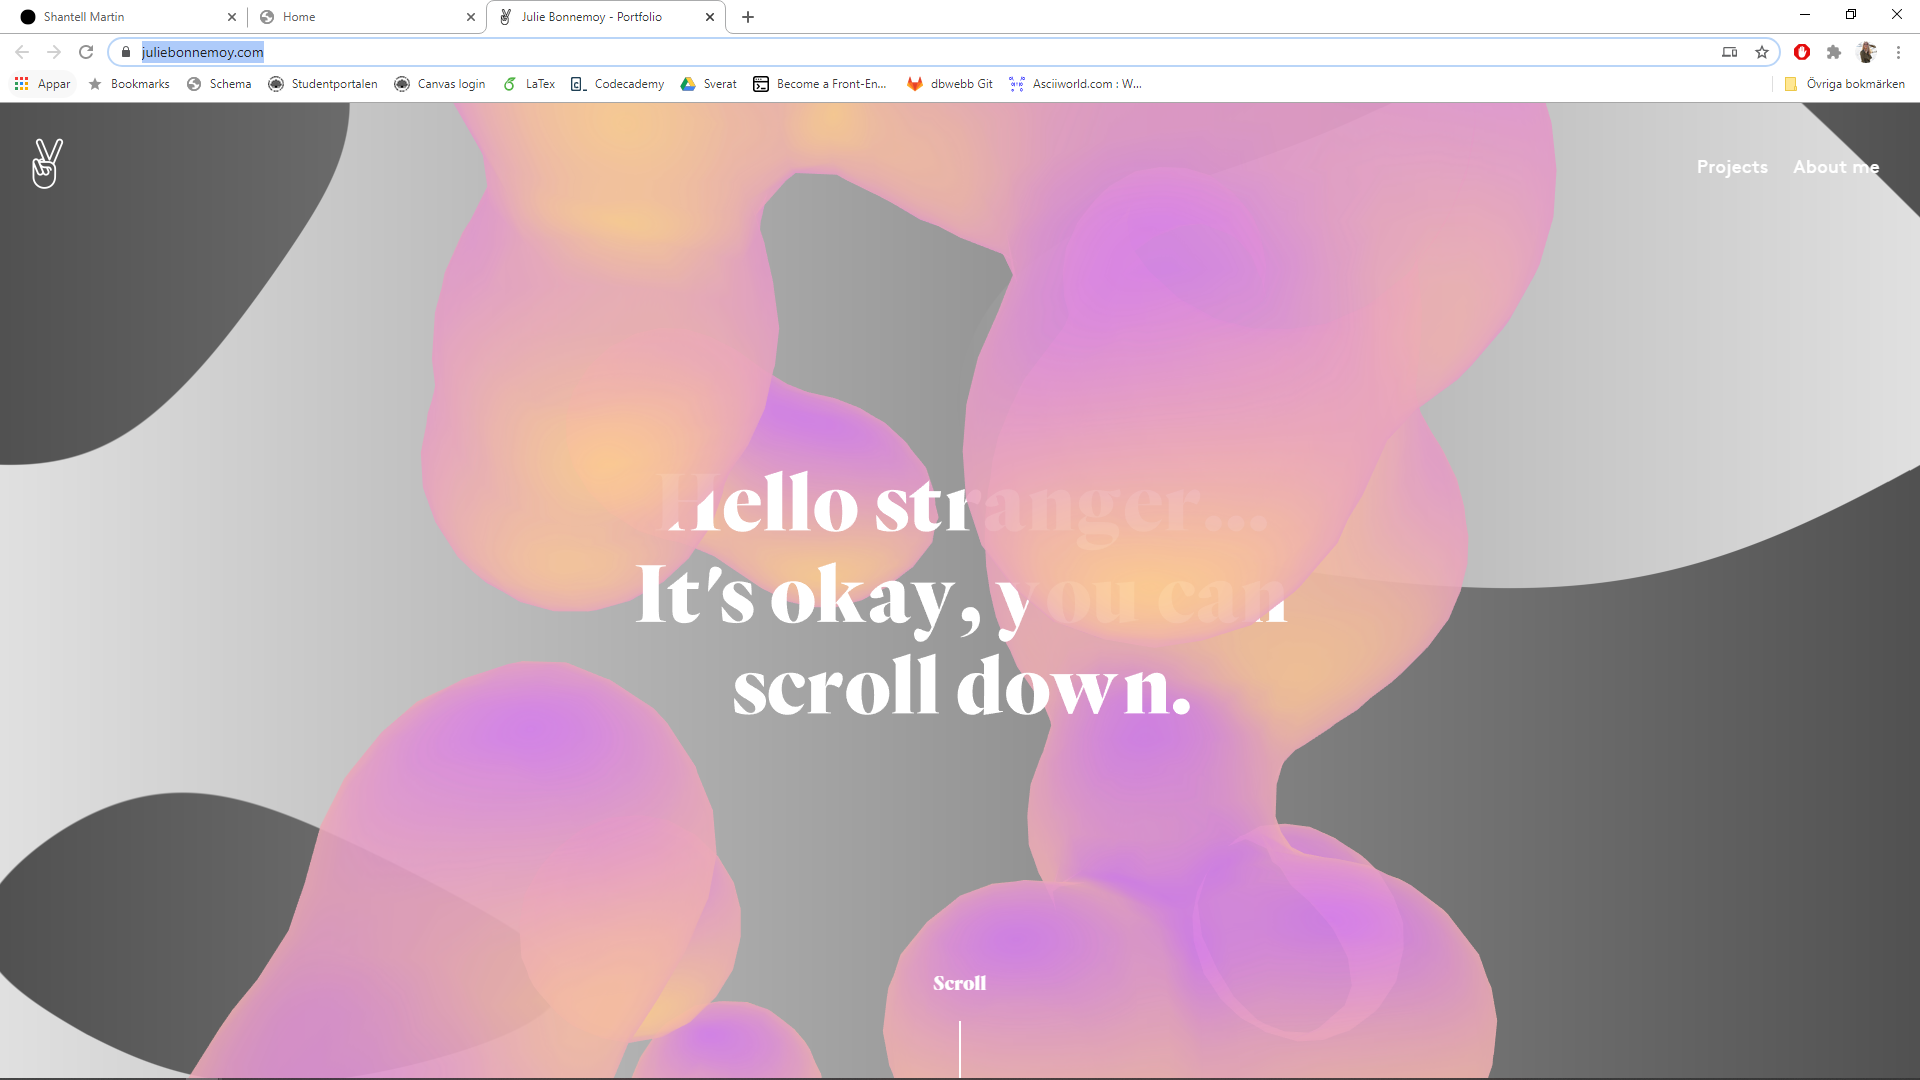 Shantell Martin
Home
Julie Bonnemoy - Portfolio
juliebonnemoy.com
Appar
Bookmarks
Schema
Studentportalen
Canvas login
LaTex
Codecademy
Sverat
Become a Front-En...
dbwebb Git
Asciiworld.com : W...
Övriga bokmärken
Projects
About me
Hello stranger...
It's okay, you can
scroll down.
Scroll